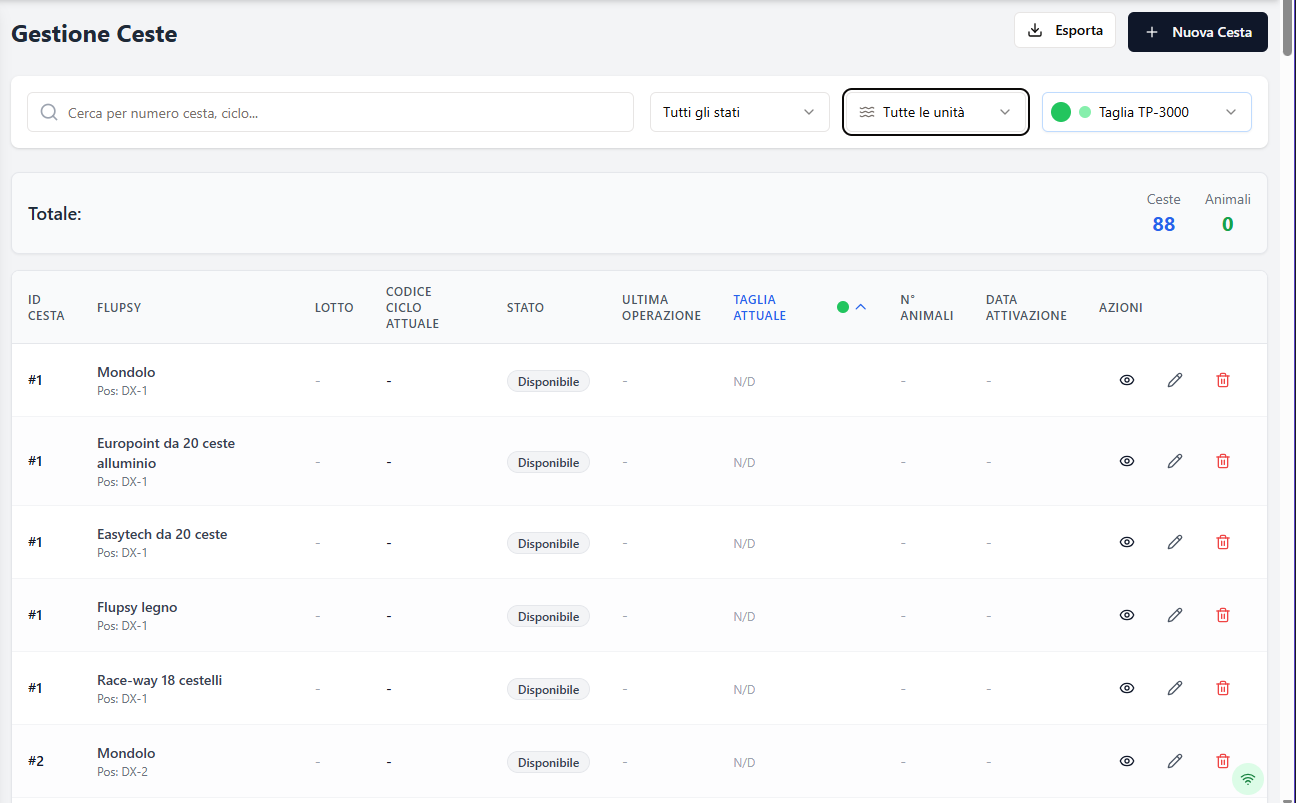 Gestione Ceste
Esporta
Nuova Cesta
Cerca per numero cesta, ciclo...
Tutti gli stati
Tutte le unità
Taglia TP-3000
Totale:
Ceste
88
Animali
0
ID CESTA
FLUPSY
LOTTO
CODICE CICLO ATTUALE
STATO
ULTIMA OPERAZIONE
TAGLIA ATTUALE
N° ANIMALI
DATA ATTIVAZIONE
AZIONI
#1
Mondolo
Pos: DX-1
-
-
Disponibile
-
N/D
-
-
#1
Europoint da 20 ceste alluminio
Pos: DX-1
-
-
Disponibile
-
N/D
-
-
#1
Easytech da 20 ceste
Pos: DX-1
-
-
Disponibile
-
N/D
-
-
#1
Flupsy legno
Pos: DX-1
-
-
Disponibile
-
N/D
-
-
#1
Race-way 18 cestelli
Pos: DX-1
-
-
Disponibile
-
N/D
-
-
#2
Mondolo
Pos: DX-2
-
-
Disponibile
-
N/D
-
-